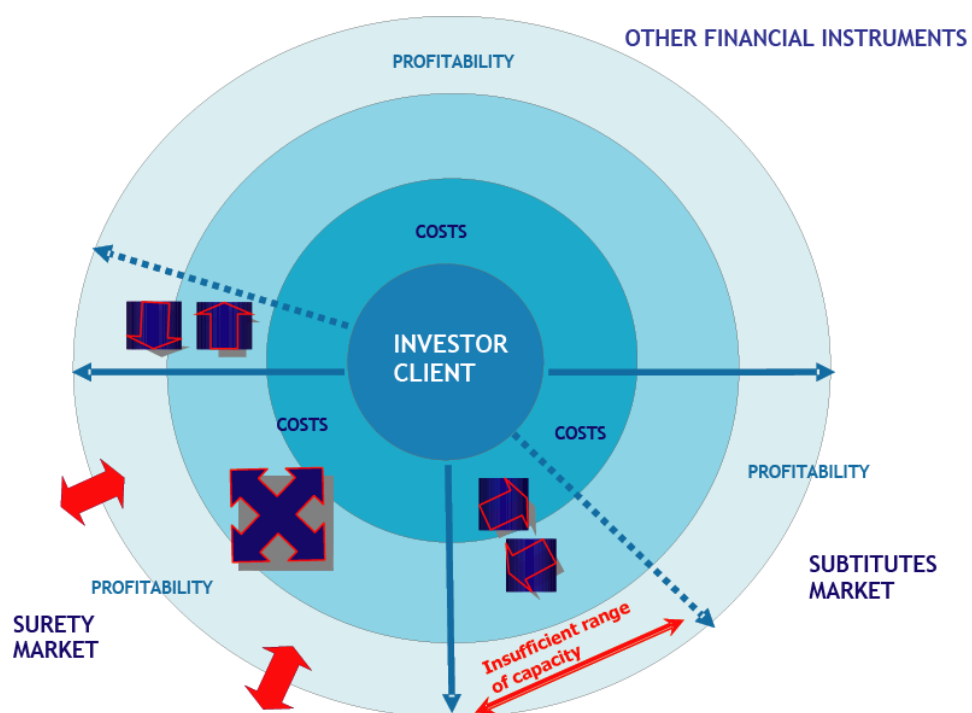 OTHER FINANCIAL INSTRUMENTS
PROFITABILITY
COSTS
INVESTOR
CLIENT
COSTS
COSTS
PROFITABILITY
PROFITABILITY
SUBTITUTES
MARKET
SURETY
MARKET
Insufficient range
of capacity